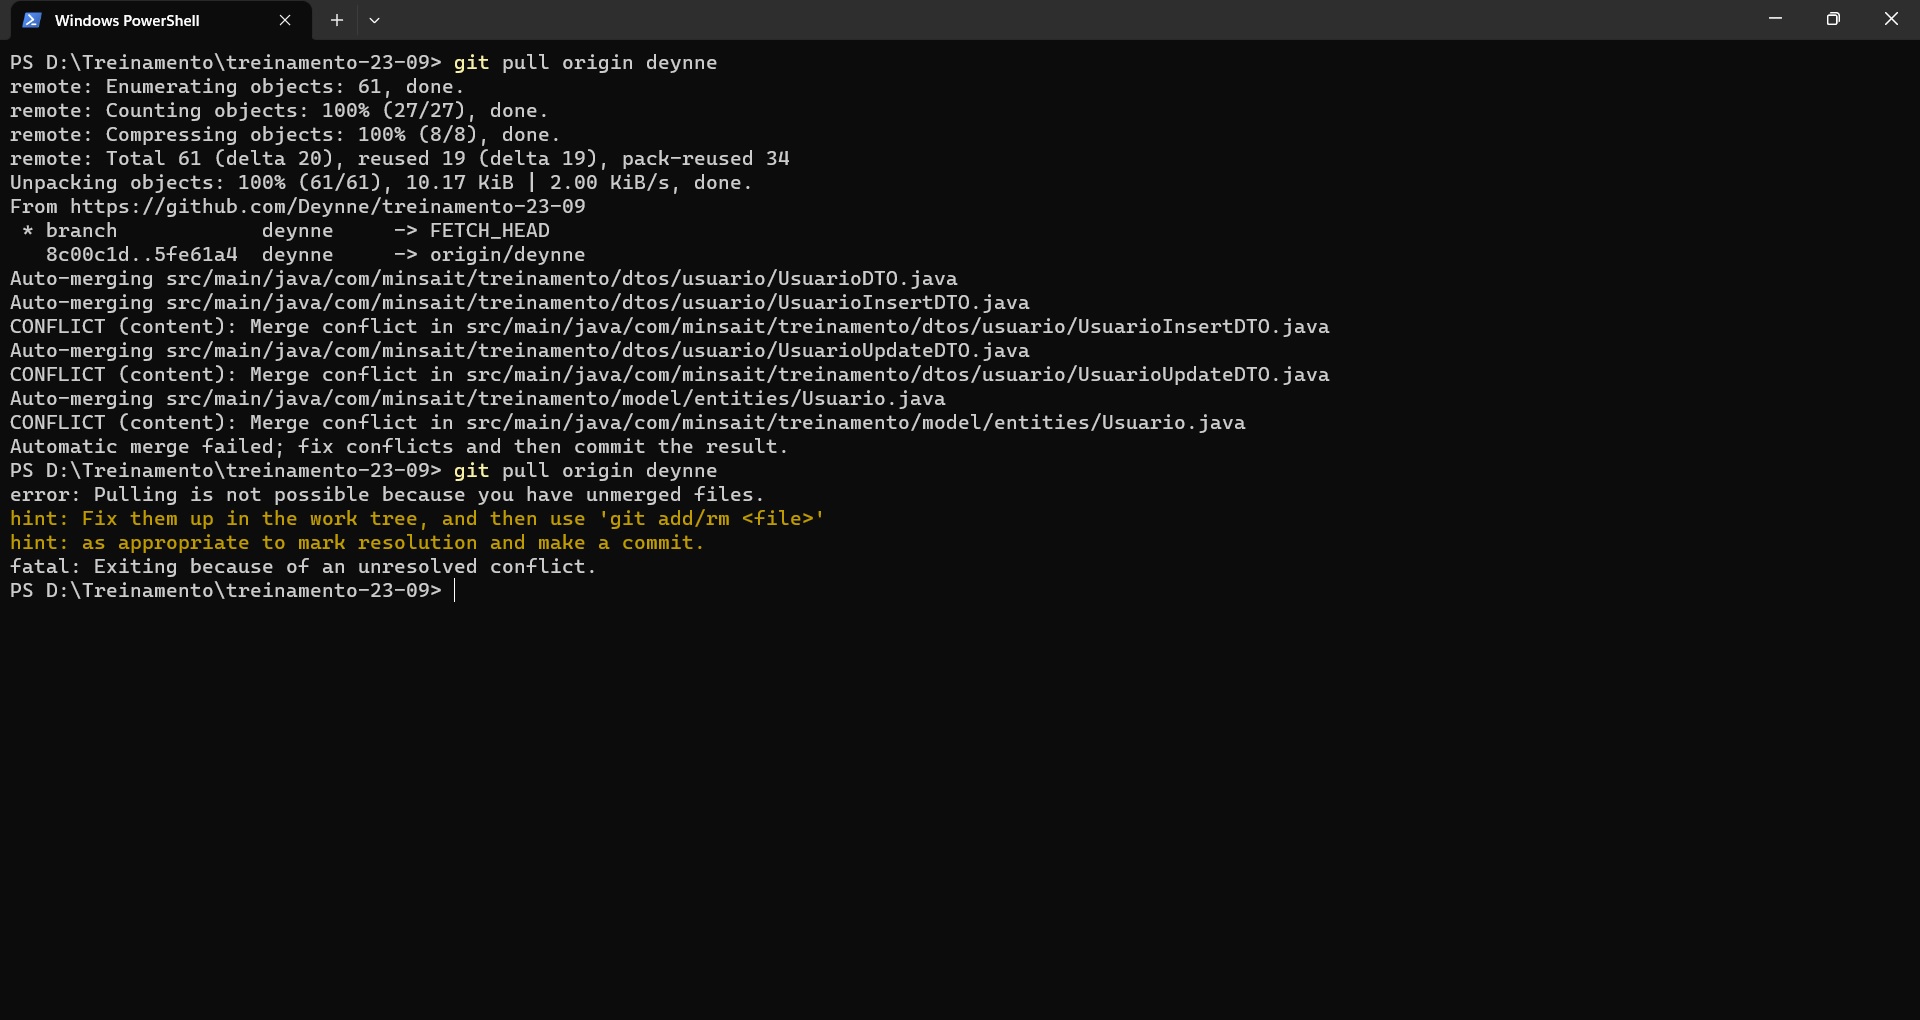 Windows PowerShell
PS D:\Treinamento\treinamento-23-09> git pull origin deynne
remote: Enumerating objects: 61, done.
remote: Counting objects: 100% (27/27), done.
remote: Compressing objects: 100% (8/8), done.
remote: Total 61 (delta 20), reused 19 (delta 19), pack-reused 34
Unpacking objects: 100% (61/61), 10.17 KiB | 2.00 KiB/s, done.
From https://github.com/Deynne/treinamento-23-09
 * branch            deynne     -> FETCH_HEAD
   8c00c1d..5fe61a4  deynne     -> origin/deynne
Auto-merging src/main/java/com/minsait/treinamento/dtos/usuario/UsuarioDTO.java
Auto-merging src/main/java/com/minsait/treinamento/dtos/usuario/UsuarioInsertDTO.java
CONFLICT (content): Merge conflict in src/main/java/com/minsait/treinamento/dtos/usuario/UsuarioInsertDTO.java
Auto-merging src/main/java/com/minsait/treinamento/dtos/usuario/UsuarioUpdateDTO.java
CONFLICT (content): Merge conflict in src/main/java/com/minsait/treinamento/dtos/usuario/UsuarioUpdateDTO.java
Auto-merging src/main/java/com/minsait/treinamento/model/entities/Usuario.java
CONFLICT (content): Merge conflict in src/main/java/com/minsait/treinamento/model/entities/Usuario.java
Automatic merge failed; fix conflicts and then commit the result.
PS D:\Treinamento\treinamento-23-09> git pull origin deynne
error: Pulling is not possible because you have unmerged files.
hint: Fix them up in the work tree, and then use 'git add/rm <file>'
hint: as appropriate to mark resolution and make a commit.
fatal: Exiting because of an unresolved conflict.
PS D:\Treinamento\treinamento-23-09>